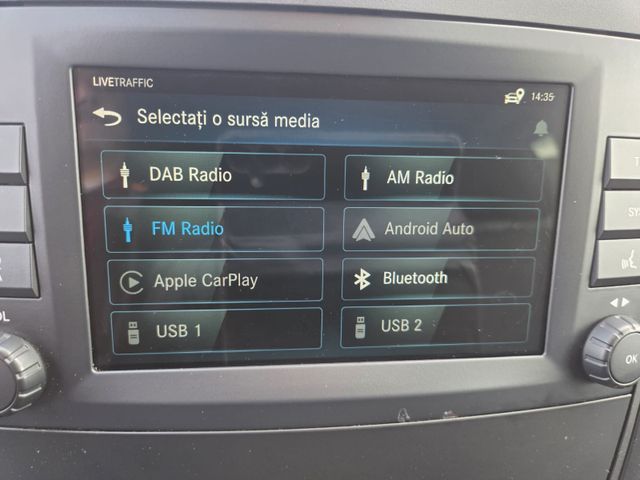 LIVETRAFFIC
14:35
Selectați o sursă media
DAB Radio
AM Radio
FM Radio
Android Auto
Apple CarPlay
Bluetooth
USB 1
USB 2
OK